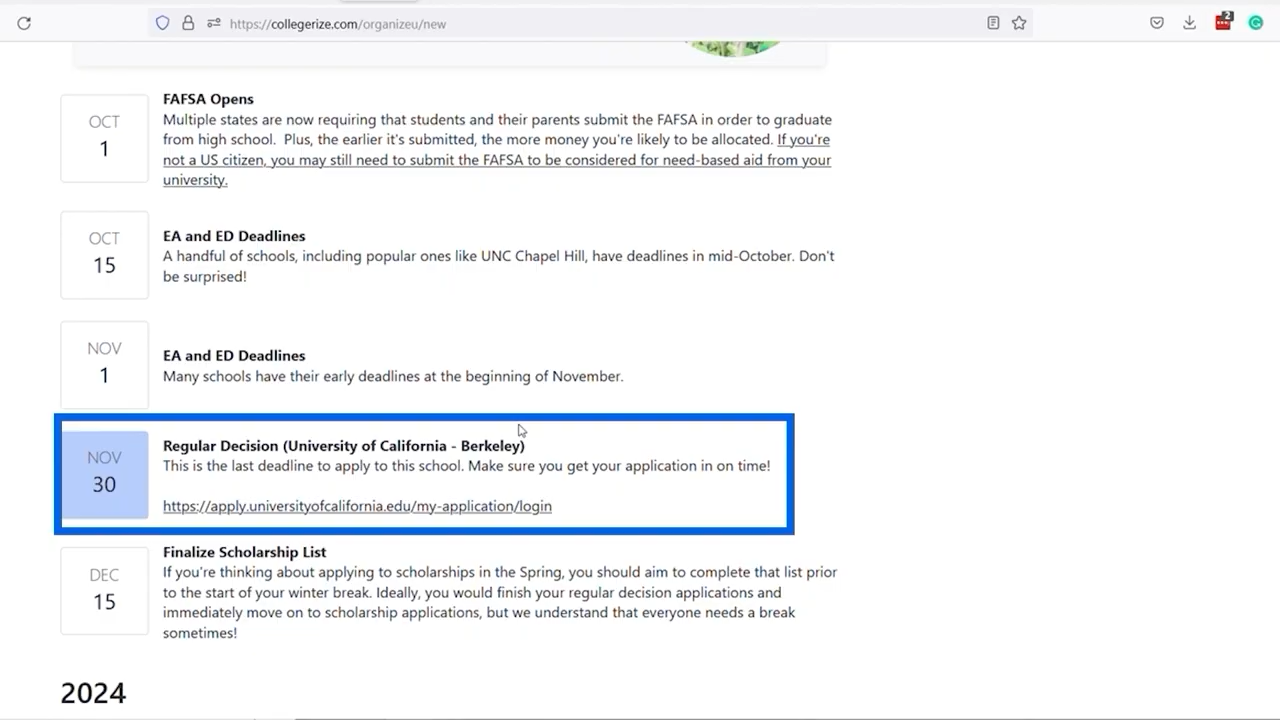 https://collegerize.com/organizeu/new
2
OCT
1
FAFSA Opens
Multiple states are now requiring that students and their parents submit the FAFSA in order to graduate
from high school. Plus, the earlier it's submitted, the more money you're likely to be allocated. If you're
not a US citizen, you may still need to submit the FAFSA to be considered for need-based aid from your
university.
OCT
15
EA and ED Deadlines
A handful of schools, including popular ones like UNC Chapel Hill, have deadlines in mid-October. Don't
be surprised!
NOV
1
EA and ED Deadlines
Many schools have their early deadlines at the beginning of November.
NOV
30
Regular Decision (University of California - Berkeley)
This is the last deadline to apply to this school. Make sure you get your application in on time!
https://apply.universityofcalifornia.edu/my-application/login
DEC
15
Finalize Scholarship List
If you're thinking about applying to scholarships in the Spring, you should aim to complete that list prior
to the start of your winter break. Ideally, you would finish your regular decision applications and
immediately move on to scholarship applications, but we understand that everyone needs a break
sometimes!
2024